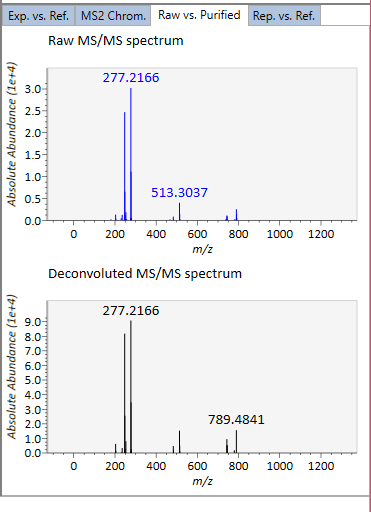 Exp. vs. Ref. MS2 Chrom. Raw vs. Purified Rep. vs. Ref.
Raw MS/MS spectrum
Absolute Abundance (1e+4)
277.2166
3.0
2.5
2.0
1.5
1.0
513.3037
0.5
0.0
0 200 400 600 800 1000 1200
m/z
Deconvoluted MS/MS spectrum
Absolute Abundance (1e+4)
277.2166
9.0
8.0
7.0
6.0
5.0
4.0
3.0
789.4841
2.0
1.0
0.0
0 200 400 600 800 1000 1200
m/z